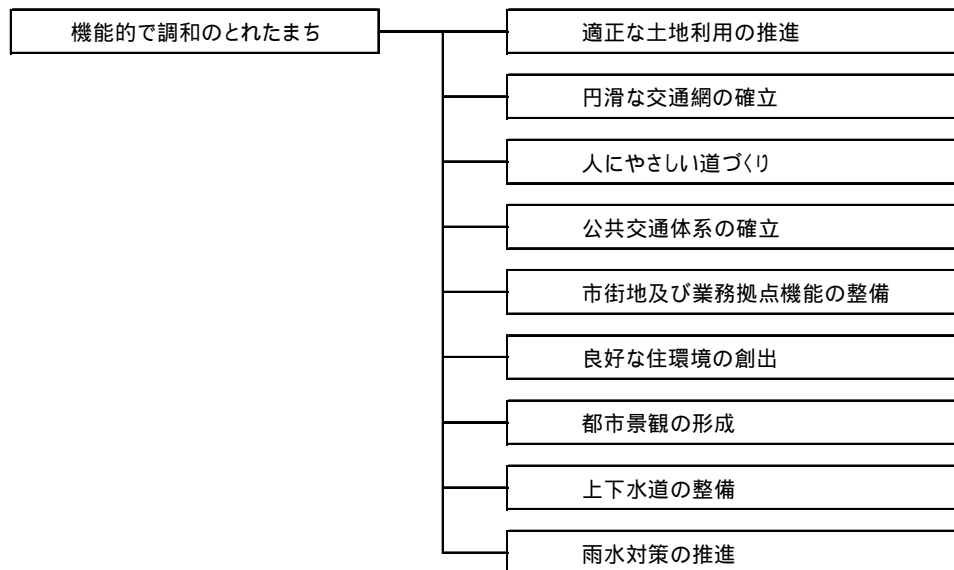 機能的で調和のとれたまち
適正な土地利用の推進
円滑な交通網の確立
人にやさしい道づくり
公共交通体系の確立
市街地及び業務拠点機能の整備
良好な住環境の創出
都市景観の形成
上下水道の整備
雨水対策の推進